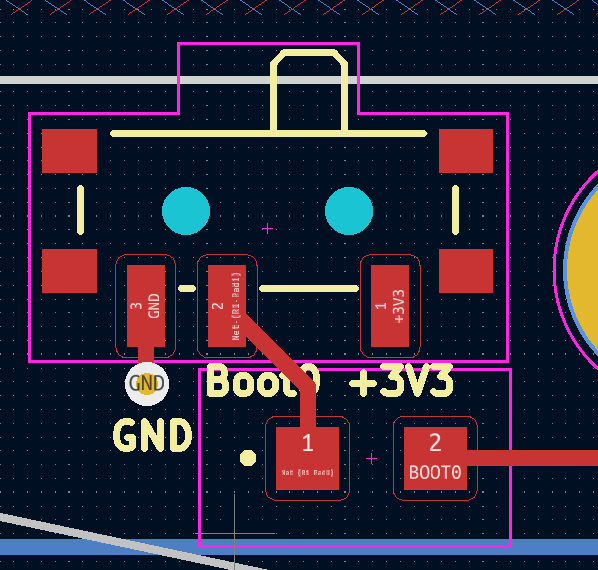 3
GND
2
Net-(R1-Pad1)
1
+3V3
GND
Boot0
+3V3
GND
1
Net-(R1-Pad1)
2
BOOT0